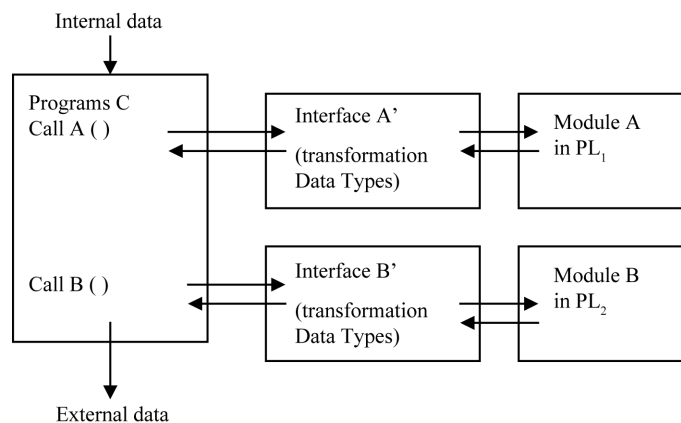 Internal data
Programs C
Call A ( )
Interface A’
(transformation
Data Types)
Module A
in PL₁
Call B ( )
Interface B’
(transformation
Data Types)
Module B
in PL₂
External data